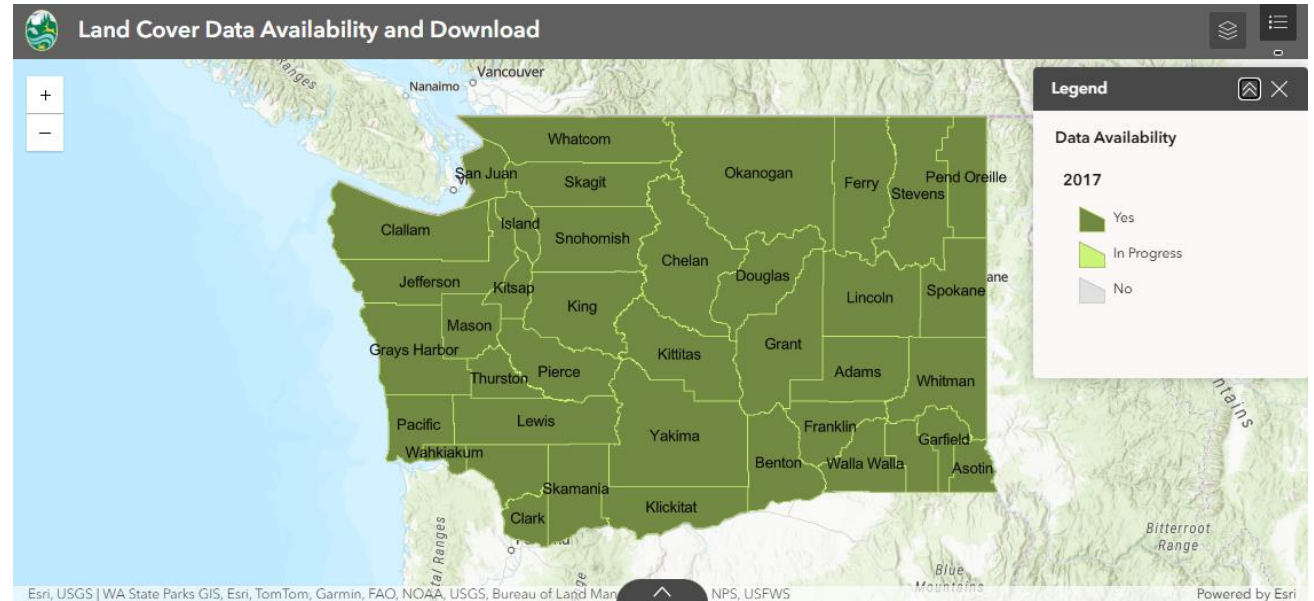 Land Cover Data Availability and Download
+
−
Legend
Data Availability
2017
Yes
In Progress
No
Ranges
Nanaimo
Vancouver
Whatcom
San Juan
Skagit
Okanogan
Ferry
Stevens
Pend Oreille
Clallam
Island
Snohomish
Chelan
Douglas
Jefferson
Kitsap
King
Lincoln
Spokane
ane
Mason
Grays Harbor
Kittitas
Grant
Thurston
Pierce
Adams
Whitman
Pacific
Lewis
Yakima
Franklin
Garfield
Wahkiakum
Benton
Walla Walla
Asotin
Skamania
Clark
Klickitat
Ranges
Bitterroot
Range
Blue
Mountains
Esri, USGS | WA State Parks GIS, Esri, TomTom, Garmin, FAO, NOAA, USGS, Bureau of Land Man
NPS, USFWS
Powered by Esri